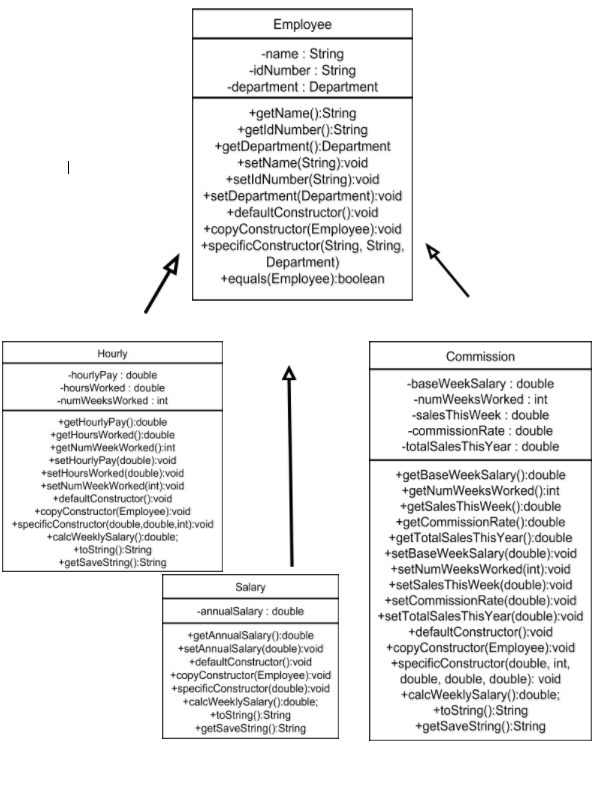 Employee
-name : String
-idNumber : String
-department : Department
+getName():String
+getIdNumber():String
+getDepartment():Department
+setName(String):void
+setIdNumber(String):void
+setDepartment(Department):void
+defaultConstructor():void
+copyConstructor(Employee):void
+specificConstructor(String, String,
Department)
+equals(Employee):boolean
Hourly
-hourlyPay : double
-hoursWorked : double
-numWeeksWorked : int
+getHourlyPay():double
+getHoursWorked():double
+getNumWeekWorked():int
+setHourlyPay(double):void
+setHoursWorked(double):void
+setNumWeekWorked(int):void
+defaultConstructor():void
+copyConstructor(Employee):void
+specificConstructor(double,double,int):void
+calcWeeklySalary():double;
+toString():String
+getSaveString():String
Salary
-annualSalary : double
+getAnnualSalary():double
+setAnnualSalary(double):void
+defaultConstructor():void
+copyConstructor(Employee):void
+specificConstructor(double):void
+calcWeeklySalary():double;
+toString():String
+getSaveString():String
Commission
-baseWeekSalary : double
-numWeeksWorked : int
-salesThisWeek : double
-commissionRate : double
-totalSalesThisYear : double
+getBaseWeekSalary():double
+getNumWeeksWorked():int
+getSalesThisWeek():double
+getCommissionRate():double
+getTotalSalesThisYear():double
+setBaseWeekSalary(double):void
+setNumWeeksWorked(int):void
+setSalesThisWeek(double):void
+setCommissionRate(double):void
+setTotalSalesThisYear(double):void
+defaultConstructor():void
+copyConstructor(Employee):void
+specificConstructor(double, int,
double, double, double): void
+calcWeeklySalary():double;
+toString():String
+getSaveString():String